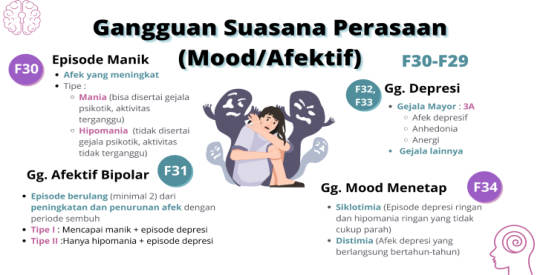 Gangguan Suasana Perasaan
(Mood/Afektif)
F30-F29
F30
Episode Manik
Afek yang meningkat
Tipe :
Mania (bisa disertai gejala
psikotik, aktivitas
terganggu)
Hipomania (tidak disertai
gejala psikotik, aktivitas
tidak terganggu)
F32,
F33
Gg. Depresi
Gejala Mayor : 3A
Afek depresif
Anhedonia
Anergi
Gejala lainnya
Gg. Afektif Bipolar
F31
Episode berulang (minimal 2) dari
peningkatan dan penurunan afek dengan
periode sembuh
Tipe I : Mencapai manik + episode depresi
Tipe II :Hanya hipomania + episode depresi
Gg. Mood Menetap
F34
Siklotimia (Episode depresi ringan
dan hipomania ringan yang tidak
cukup parah)
Distimia (Afek depresi yang
berlangsung bertahun-tahun)